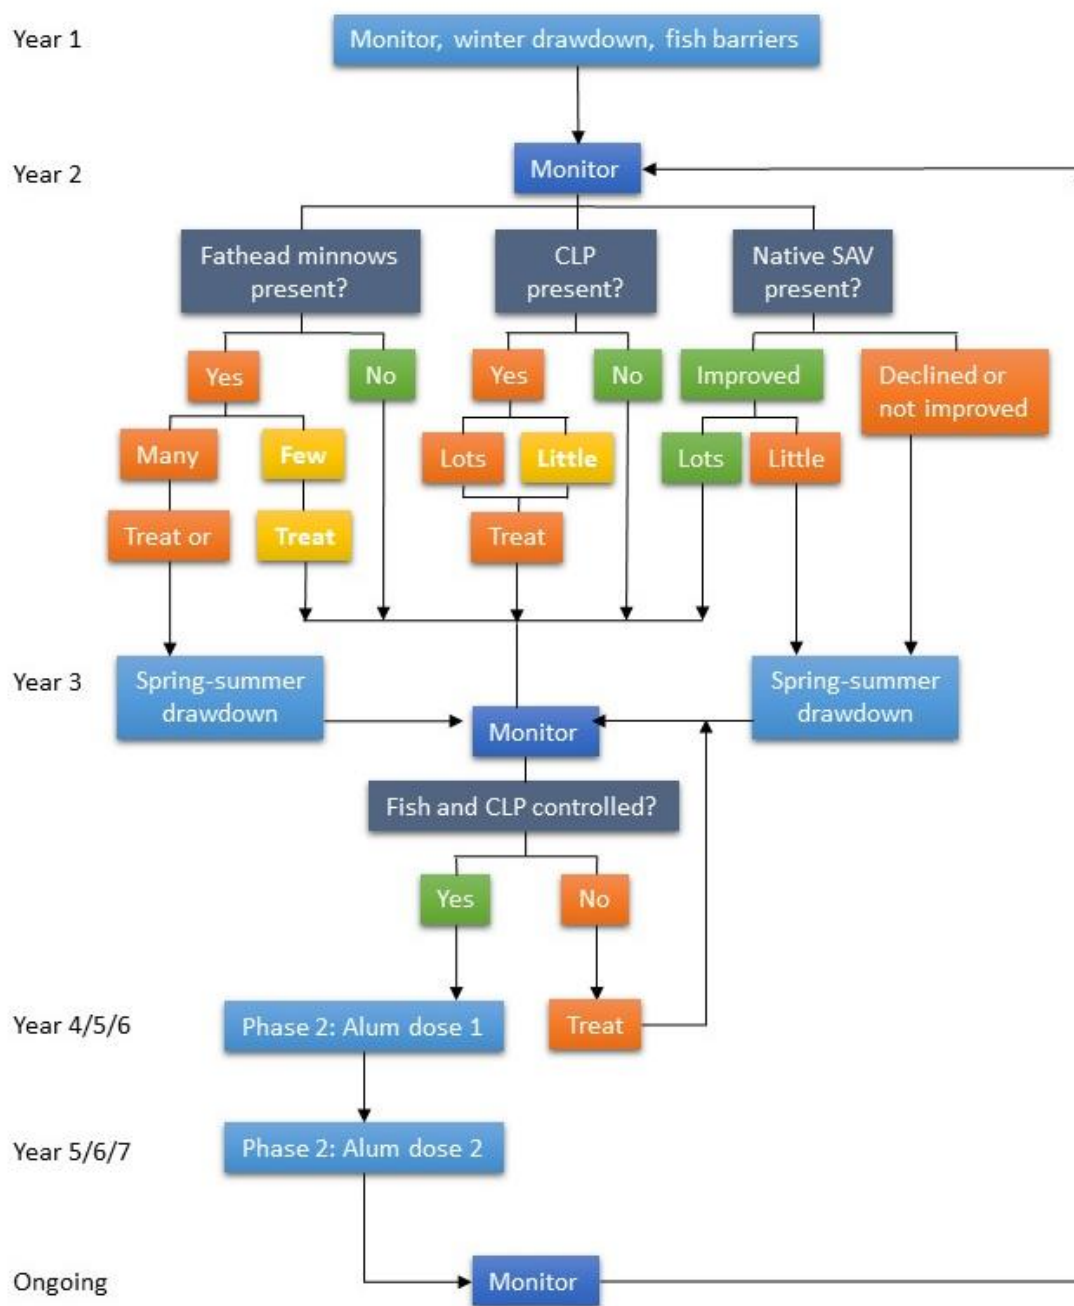 Year 1
Monitor, winter drawdown, fish barriers
Year 2
Monitor
Fathead minnows
present?
CLP
present?
Native SAV
present?
Yes
No
Yes
No
Improved
Declined or
not improved
Many
Few
Lots
Little
Lots
Little
Treat or
Treat
Treat
Year 3
Spring-summer
drawdown
Monitor
Spring-summer
drawdown
Fish and CLP controlled?
Yes
No
Year 4/5/6
Phase 2: Alum dose 1
Treat
Year 5/6/7
Phase 2: Alum dose 2
Ongoing
Monitor